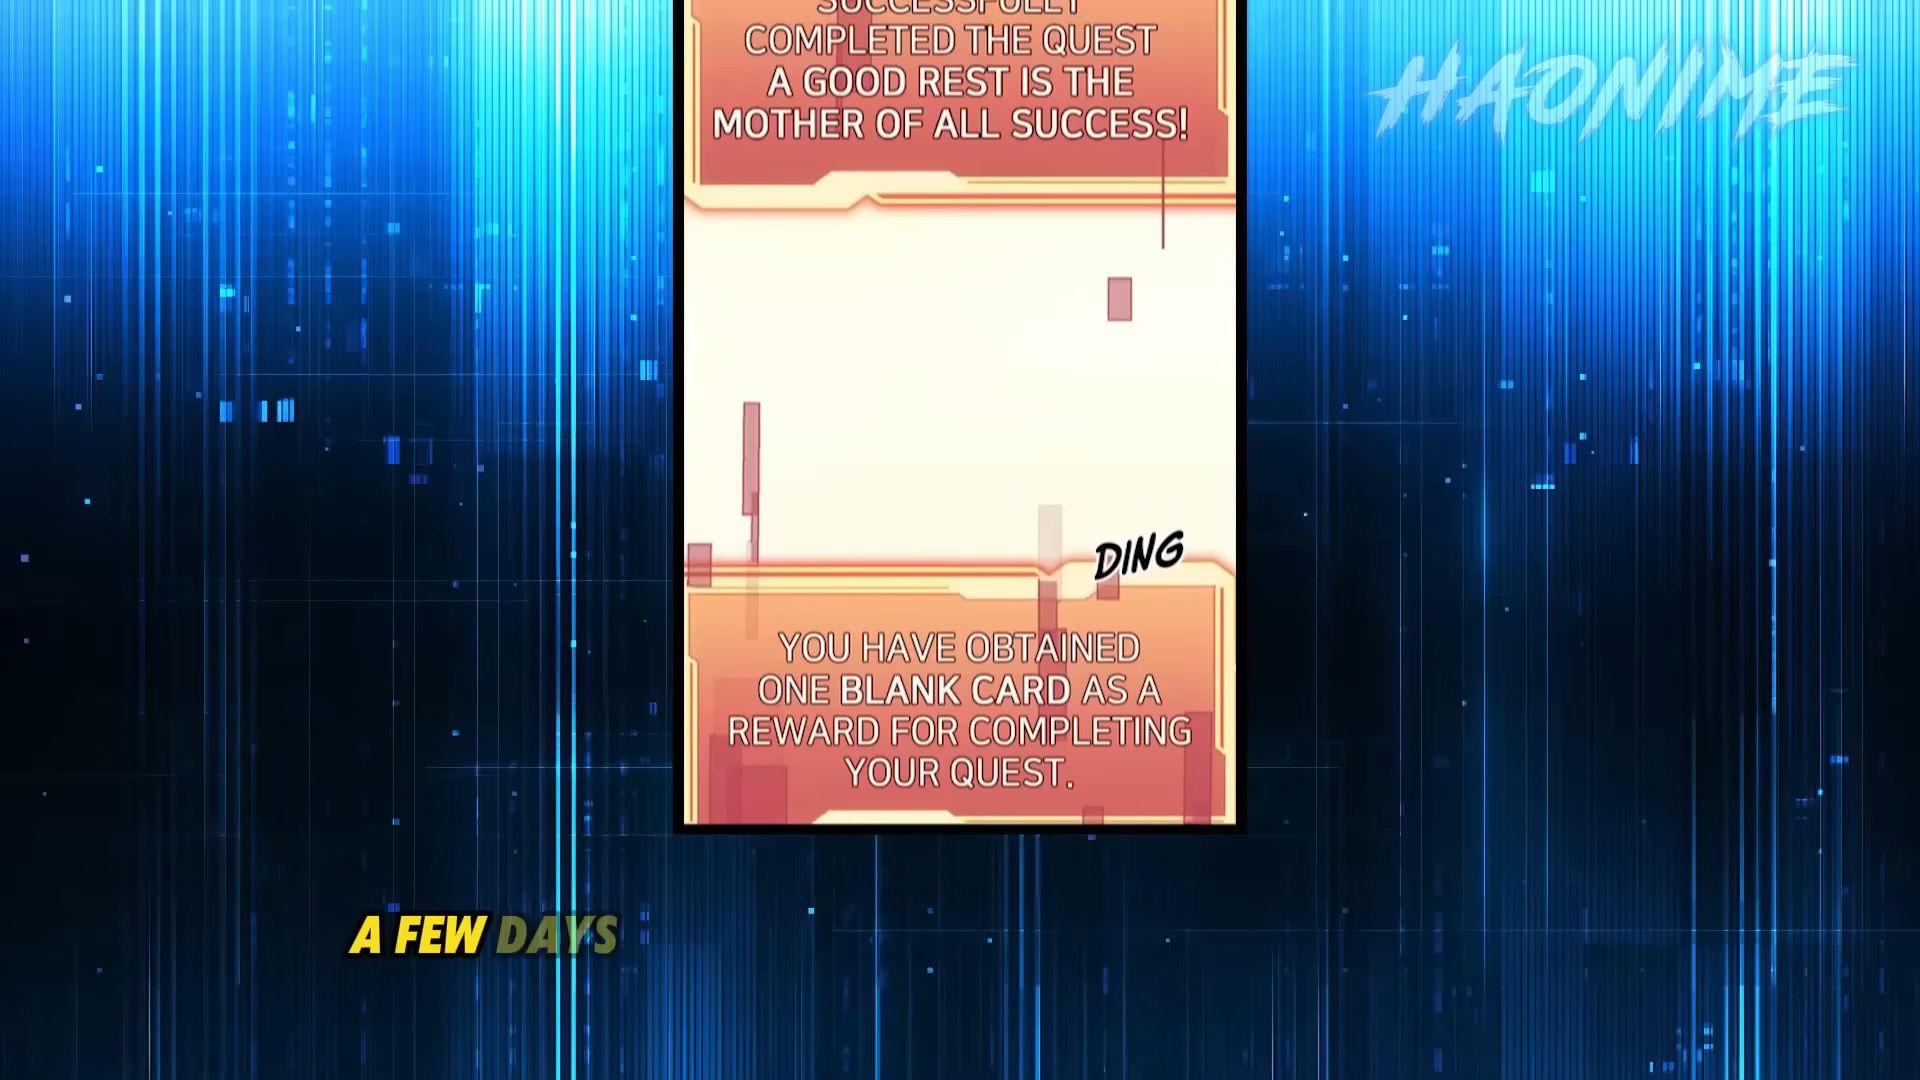 SUCCESSFULLY
COMPLETED THE QUEST
A GOOD REST IS THE
MOTHER OF ALL SUCCESS!
HAONIME
DING
YOU HAVE OBTAINED
ONE BLANK CARD AS A
REWARD FOR COMPLETING
YOUR QUEST.
A FEW DAYS